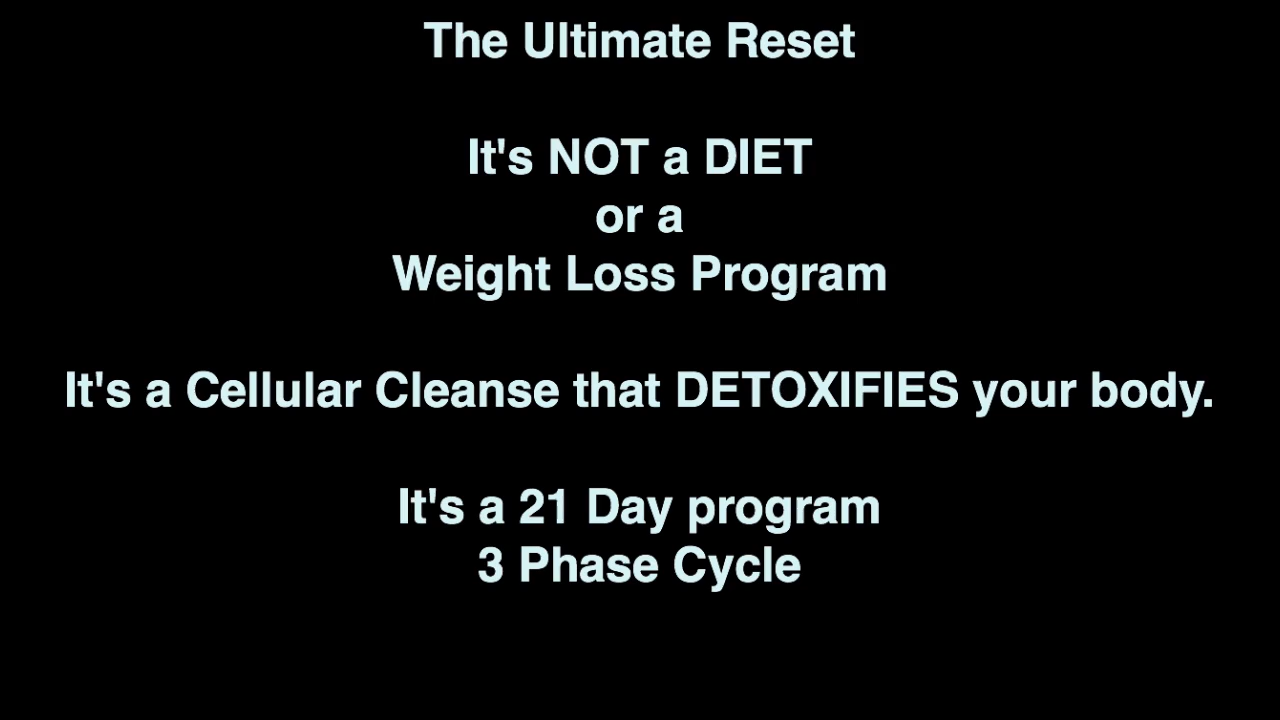 The Ultimate Reset
It's NOT a DIET
or a
Weight Loss Program
It's a Cellular Cleanse that DETOXIFIES your body.
It's a 21 Day program
3 Phase Cycle